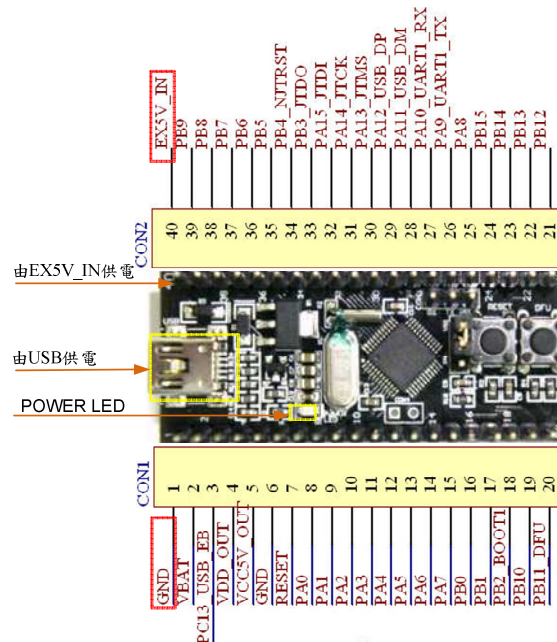 EX5V_IN
PB9
PB8
PB7
PB6
PB5
PB4_NJTRST
PB3_JTDO
PA15_JTDI
PA14_JTCK
PA13_JTMS
PA12_USB_DP
PA11_USB_DM
PA10_UART1_RX
PA9_UART1_TX
PA8
PB15
PB14
PB13
PB12
CON2
40 39 38 37 36 35 34 33 32 31 30 29 28 27 26 25 24 23 22 21
由EX5V_IN供電
由USB供電
POWER LED
USB
RESET
DFU
CON1
1 2 3 4 5 6 7 8 9 10 11 12 13 14 15 16 17 18 19 20
GND
VBAT
PC13_USB_EB
VDD_OUT
VCC5V_OUT
GND
RESET
PA0
PA1
PA2
PA3
PA4
PA5
PA6
PA7
PB0
PB1
PB2_BOOT1
PB10
PB11_DFU